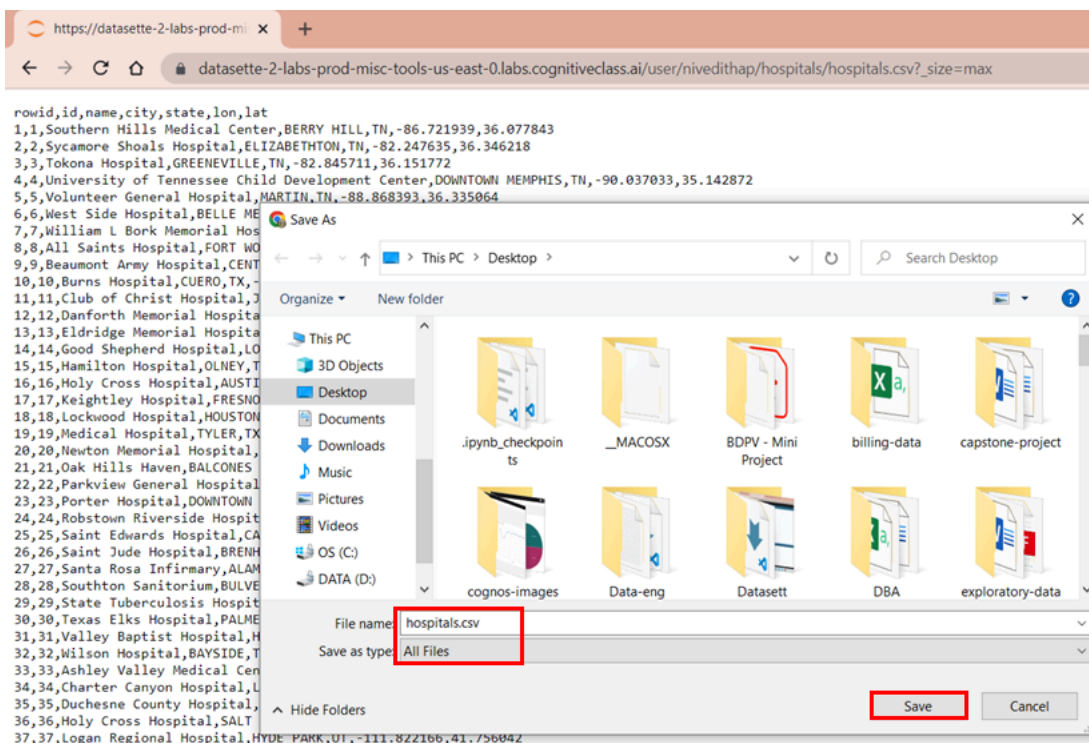 https://datasette-2-labs-prod-mi
datasette-2-labs-prod-misc-tools-us-east-0.labs.cognitiveclass.ai/user/nivedithap/hospitals/hospitals.csv?_size=max
rowid,id,name,city,state,lon,lat
1,1,Southern Hills Medical Center,BERRY HILL,TN,-86.721939,36.077843
2,2,Sycamore Shoals Hospital,ELIZABETHTON,TN,-82.247635,36.346218
3,3,Tokona Hospital,GREENEVILLE,TN,-82.845711,36.151772
4,4,University of Tennessee Child Development Center,DOWNTOWN MEMPHIS,TN,-90.037033,35.142872
5,5,Volunteer General Hospital,MARTIN,TN,-88.868393,36.335064
6,6,West Side Hospital,BELLE ME
7,7,William L Bork Memorial Hos
8,8,All Saints Hospital,FORT WO
9,9,Beaumont Army Hospital,CENT
10,10,Burns Hospital,CUERO,TX,-
11,11,Club of Christ Hospital,J
12,12,Danforth Memorial Hospita
13,13,Eldridge Memorial Hospita
14,14,Good Shepherd Hospital,LO
15,15,Hamilton Hospital,OLNEY,T
16,16,Holy Cross Hospital,AUSTI
17,17,Keightley Hospital,FRESNO
18,18,Lockwood Hospital,HOUSTON
19,19,Medical Hospital,TYLER,TX
20,20,Newton Memorial Hospital,
21,21,Oak Hills Haven,BALCONES
22,22,Parkview General Hospital
23,23,Porter Hospital,DOWNTOWN
24,24,Robstown Riverside Hospit
25,25,Saint Edwards Hospital,CA
26,26,Saint Jude Hospital,BRENH
27,27,Santa Rosa Infirmary,ALAM
28,28,Southton Sanitorium,BULVE
29,29,State Tuberculosis Hospit
30,30,Texas Elks Hospital,PALME
31,31,Valley Baptist Hospital,H
32,32,Wilson Hospital,BAYSIDE,T
33,33,Ashley Valley Medical Cen
34,34,Charter Canyon Hospital,L
35,35,Duchesne County Hospital,
36,36,Holy Cross Hospital,SALT
37,37,Logan Regional Hospital,HYDE PARK,UT,-111.822166,41.756042
Save As
This PC > Desktop >
Search Desktop
Organize
New folder
This PC
3D Objects
Desktop
Documents
Downloads
Music
Pictures
Videos
OS (C:)
DATA (D:)
.ipynb_checkpoin
ts
__MACOSX
BDPV - Mini
Project
billing-data
capstone-project
cognos-images
Data-eng
Datasett
DBA
exploratory-data
File name: hospitals.csv
Save as type: All Files
Hide Folders
Save
Cancel